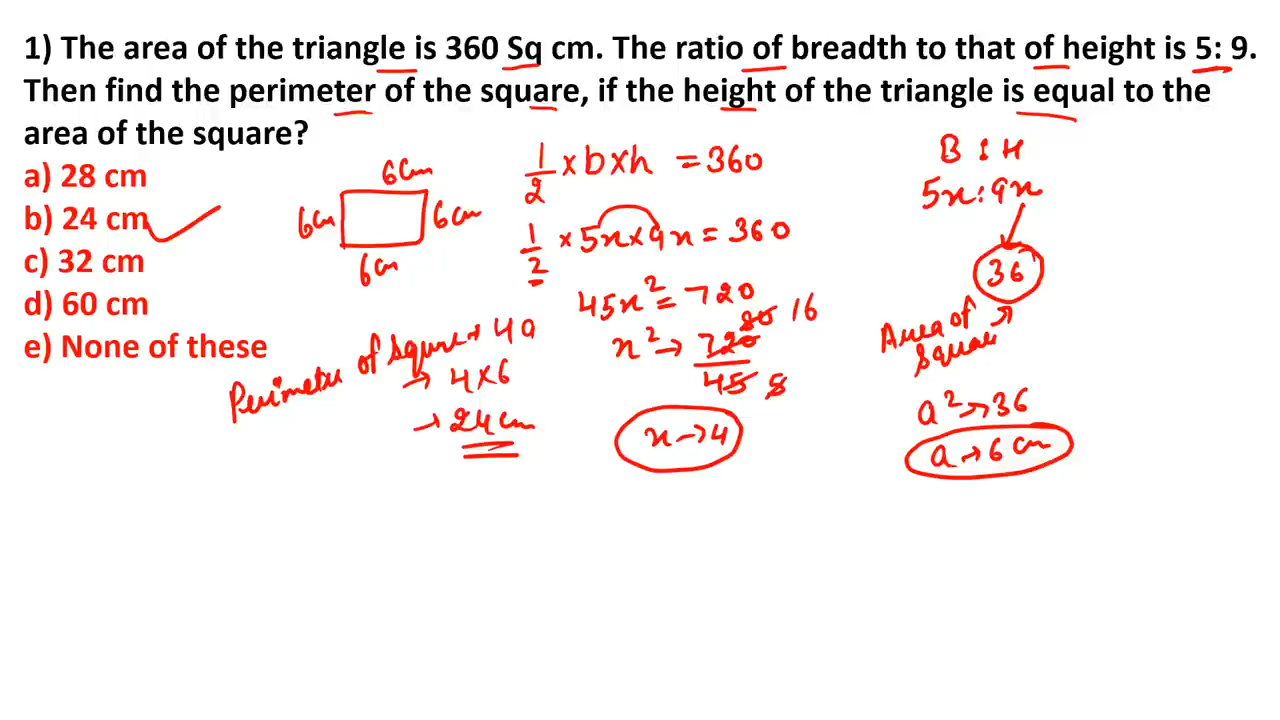 1) The area of the triangle is 360 Sq cm. The ratio of breadth to that of height is 5: 9.
Then find the perimeter of the square, if the height of the triangle is equal to the
area of the square?
a) 28 cm
b) 24 cm
c) 32 cm
d) 60 cm
e) None of these
6cm
6cm
6cm
6cm
1/2 × b × h = 360
1/2 × 5x × 9x = 360
45x² = 720
x² → 720/45 80 16 5
x → 4
B : H
5x : 9x
36
Area of
Square
a² → 36
a → 6 cm
Perimeter of Squre → 4a
→ 4×6
→ 24cm